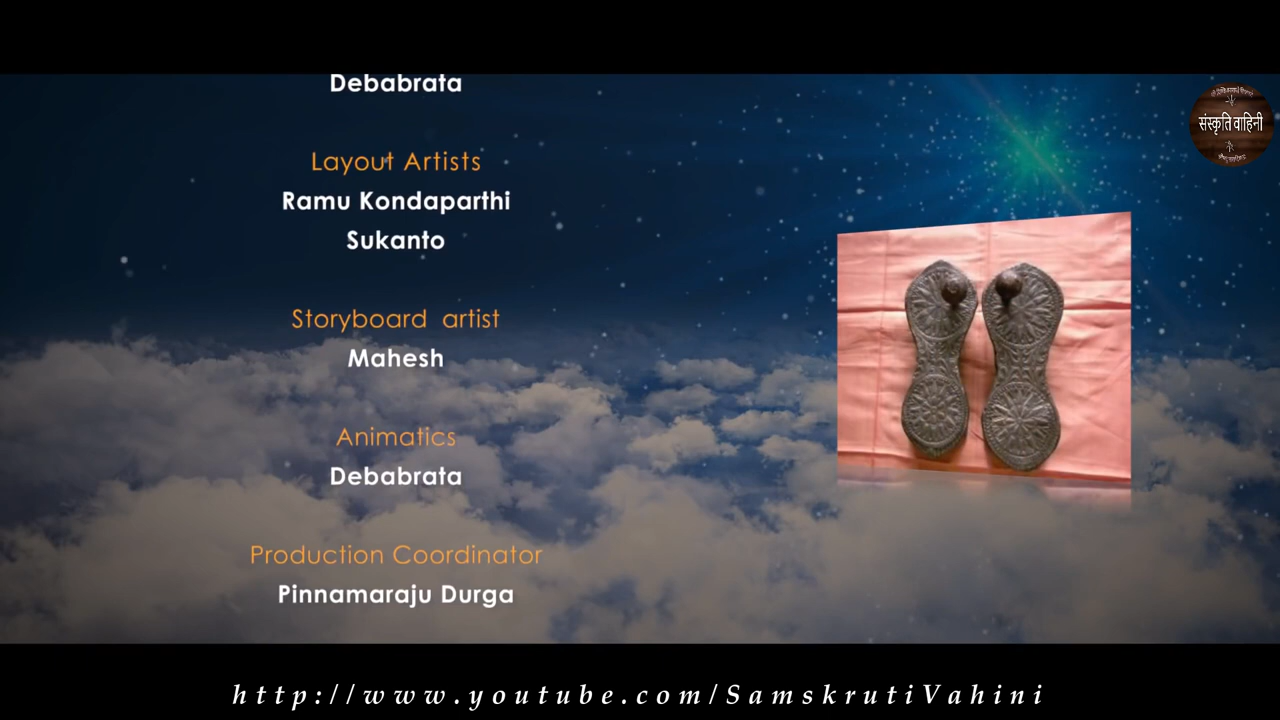 Debabrata
Layout Artists
Ramu Kondaparthi
Sukanto
Storyboard artist
Mahesh
Animatics
Debabrata
Production Coordinator
Pinnamaraju Durga
संस्कृति वाहिनी
http://www.youtube.com/SamskrutiVahini